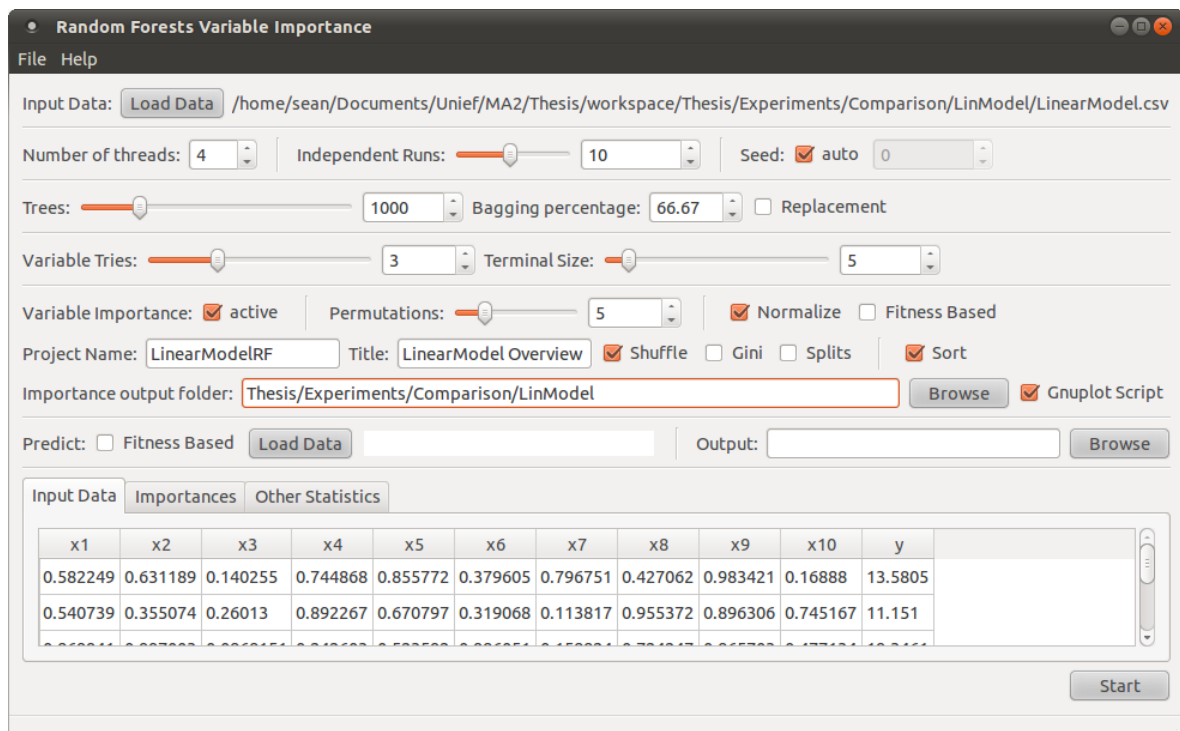 Random Forests Variable Importance
File Help
Input Data: Load Data /home/sean/Documents/Unief/MA2/Thesis/workspace/Thesis/Experiments/Comparison/LinModel/LinearModel.csv
Number of threads: 4 Independent Runs: 10 Seed: auto 0
Trees: 1000 Bagging percentage: 66.67 Replacement
Variable Tries: 3 Terminal Size: 5
Variable Importance: active Permutations: 5 Normalize Fitness Based
Project Name: LinearModelRF Title: LinearModel Overview Shuffle Gini Splits Sort
Importance output folder: Thesis/Experiments/Comparison/LinModel Browse Gnuplot Script
Predict: Fitness Based Load Data Output: Browse
Input Data Importances Other Statistics
x1 x2 x3 x4 x5 x6 x7 x8 x9 x10 y
0.582249 0.631189 0.140255 0.744868 0.855772 0.379605 0.796751 0.427062 0.983421 0.16888 13.5805
0.540739 0.355074 0.26013 0.892267 0.670797 0.319068 0.113817 0.955372 0.896306 0.745167 11.151
Start